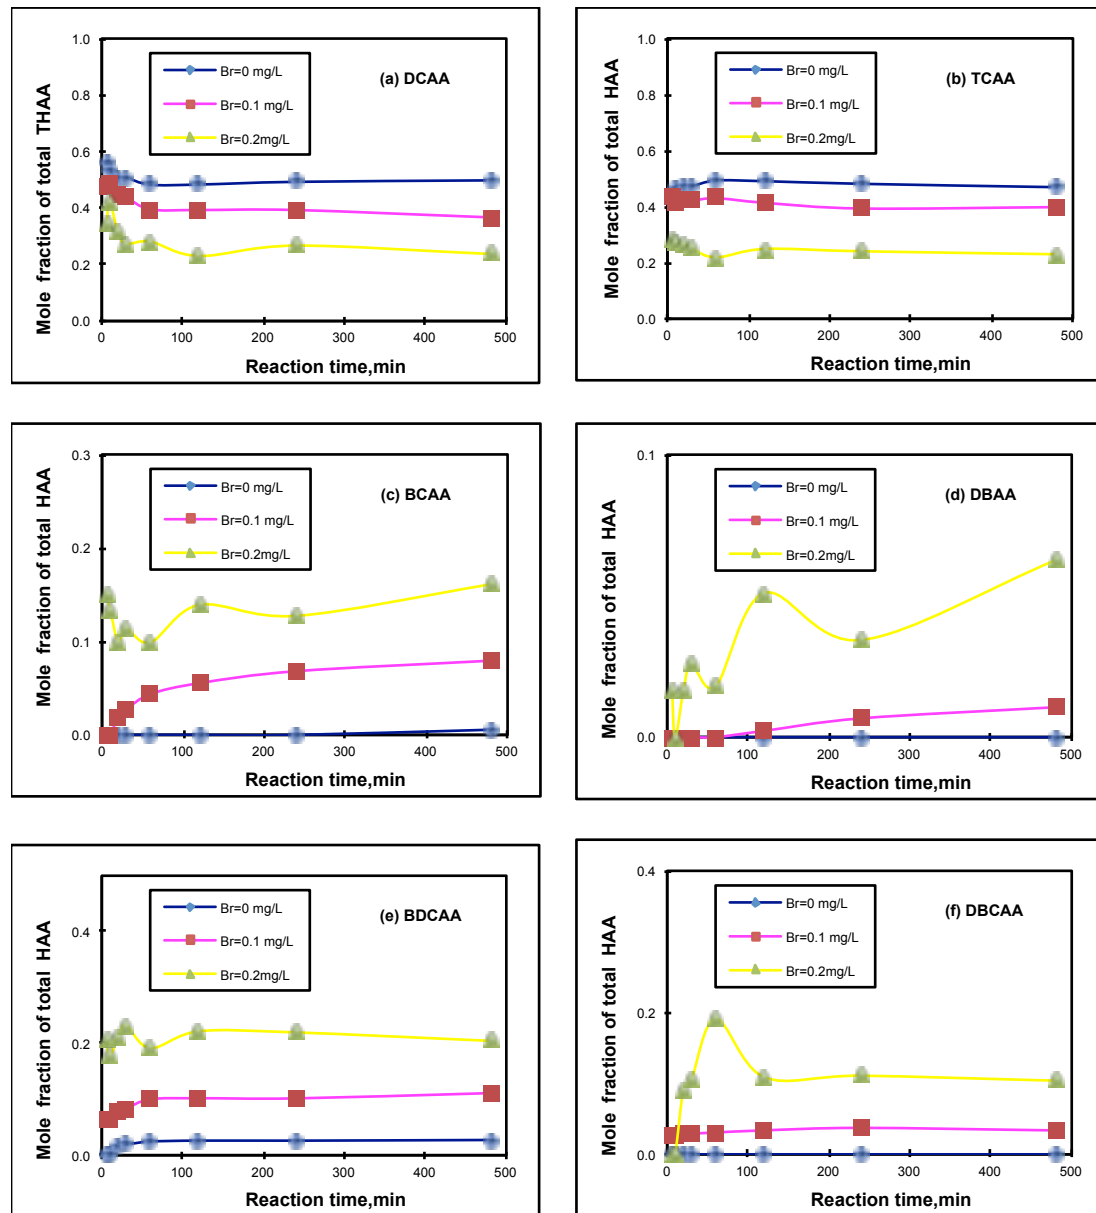 1.0
0.8
0.6
0.4
0.2
0.0
0
100
200
300
400
500
Mole fraction of total THAA
Reaction time,min
Br=0 mg/L
Br=0.1 mg/L
Br=0.2mg/L
(a) DCAA
1.0
0.8
0.6
0.4
0.2
0.0
0
100
200
300
400
500
Mole fraction of total HAA
Reaction time,min
Br=0 mg/L
Br=0.1 mg/L
Br=0.2mg/L
(b) TCAA
0.3
0.2
0.1
0.0
0
100
200
300
400
500
Mole fraction of total HAA
Reaction time,min
Br=0 mg/L
Br=0.1 mg/L
Br=0.2mg/L
(c) BCAA
0.1
0.0
0
100
200
300
400
500
Mole fraction of total HAA
Reaction time,min
Br=0 mg/L
Br=0.1 mg/L
Br=0.2mg/L
(d) DBAA
0.4
0.2
0.0
0
100
200
300
400
500
Mole fraction of total HAA
Reaction time,min
Br=0 mg/L
Br=0.1 mg/L
Br=0.2mg/L
(e) BDCAA
0.4
0.2
0.0
0
100
200
300
400
500
Mole fraction of total HAA
Reaction time,min
Br=0 mg/L
Br=0.1 mg/L
Br=0.2mg/L
(f) DBCAA